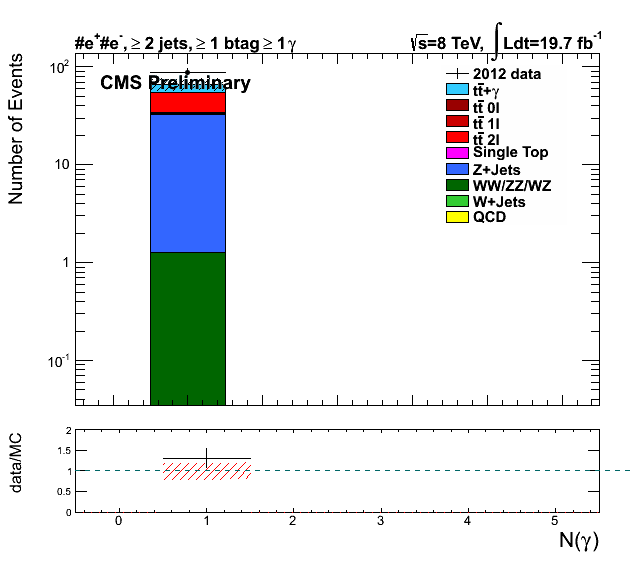 #e⁺#e⁻, ≥ 2 jets, ≥ 1 btag ≥ 1 γ
√s=8 TeV, ∫Ldt=19.7 fb⁻¹
CMS Preliminary
Number of Events
10²
10
1
10⁻¹
2012 data
tt̄+γ
tt̄ 0l
tt̄ 1l
tt̄ 2l
Single Top
Z+Jets
WW/ZZ/WZ
W+Jets
QCD
data/MC
2
1.5
1
0.5
0
0 1 2 3 4 5
N(γ)